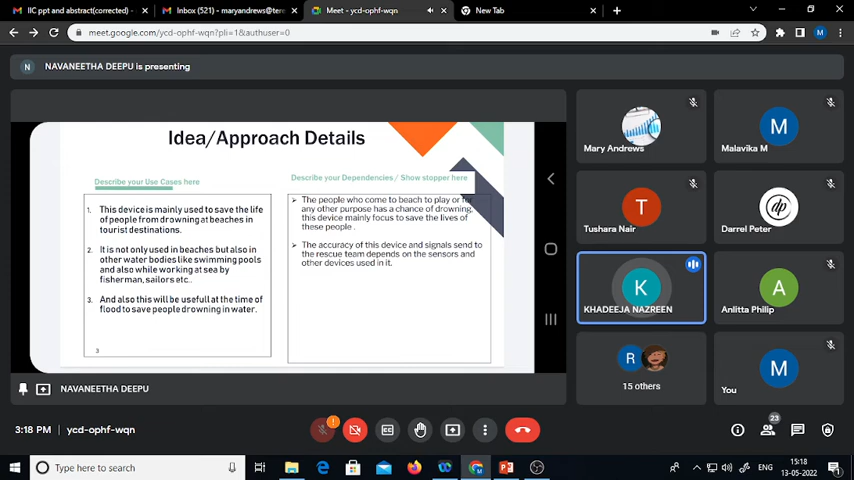 IIC ppt and abstract(corrected) -
Inbox (521) - maryandrews@ter
Meet - ycd-ophf-wqn
New Tab
meet.google.com/ycd-ophf-wqn?pli=1&authuser=0
M
N
NAVANEETHA DEEPU is presenting
Idea/Approach Details
Describe your Use Cases here
1. This device is mainly used to save the life
of people from drowning at beaches in
tourist destinations.
2. It is not only used in beaches but also in
other water bodies like swimming pools
and also while working at sea by
fisherman, sailors etc..
3. And also this will be usefull at the time of
flood to save people drowning in water.
3
Describe your Dependencies / Show stopper here
The people who come to beach to play or for
any other purpose has a chance of drowning,
this device mainly focus to save the lives of
these people .
The accuracy of this device and signals send to
the rescue team depends on the sensors and
other devices used in it.
NAVANEETHA DEEPU
Mary Andrews
M
Malavika M
T
Tushara Nair
dp
Darrel Peter
K
KHADEEJA NAZREEN
A
Anlitta Philip
R
15 others
M
You
3:18 PM
ycd-ophf-wqn
23
Type here to search
ENG
15:18
13-05-2022